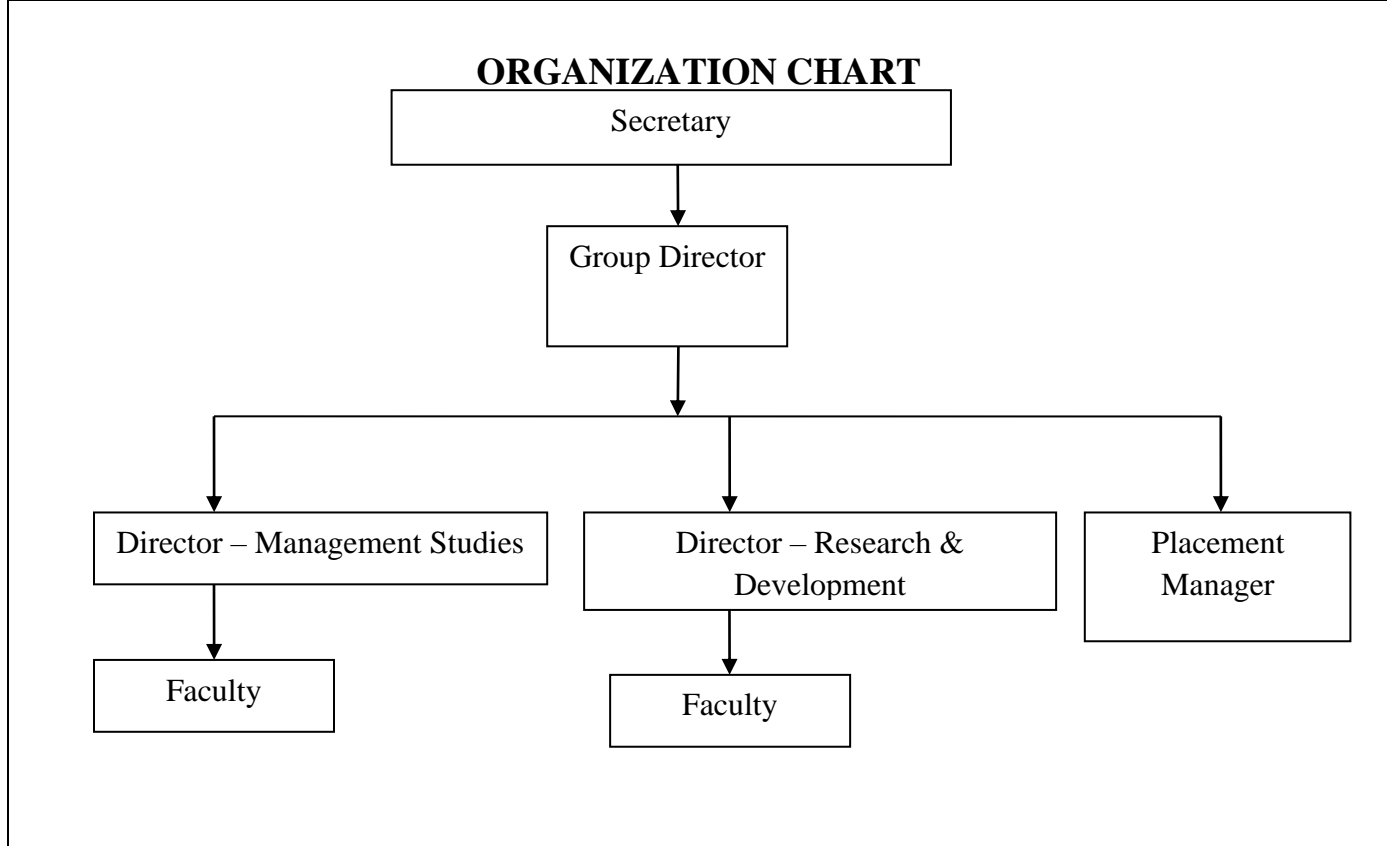 ORGANIZATION CHART
Secretary
Group Director
Director – Management Studies
Director – Research &
Development
Placement
Manager
Faculty
Faculty